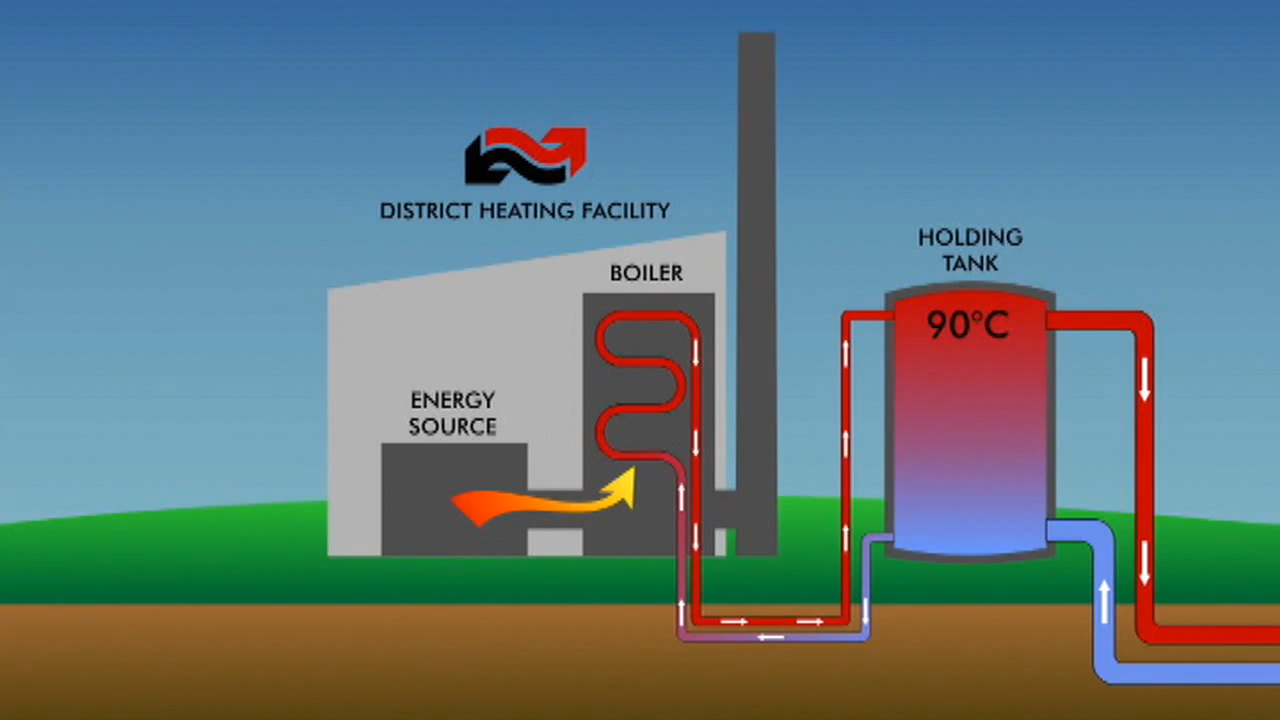 DISTRICT HEATING FACILITY
HOLDING
TANK
BOILER
90°C
ENERGY
SOURCE